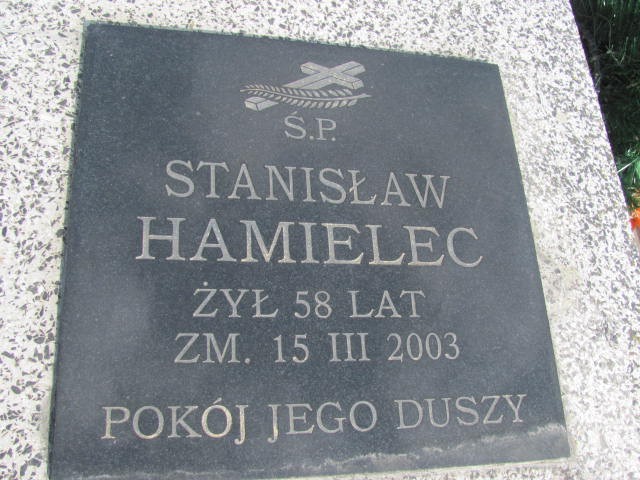 Ś.P.
STANISŁAW
HAMIELEC
ŻYŁ 58 LAT
ZM. 15 III 2003
POKÓJ JEGO DUSZY